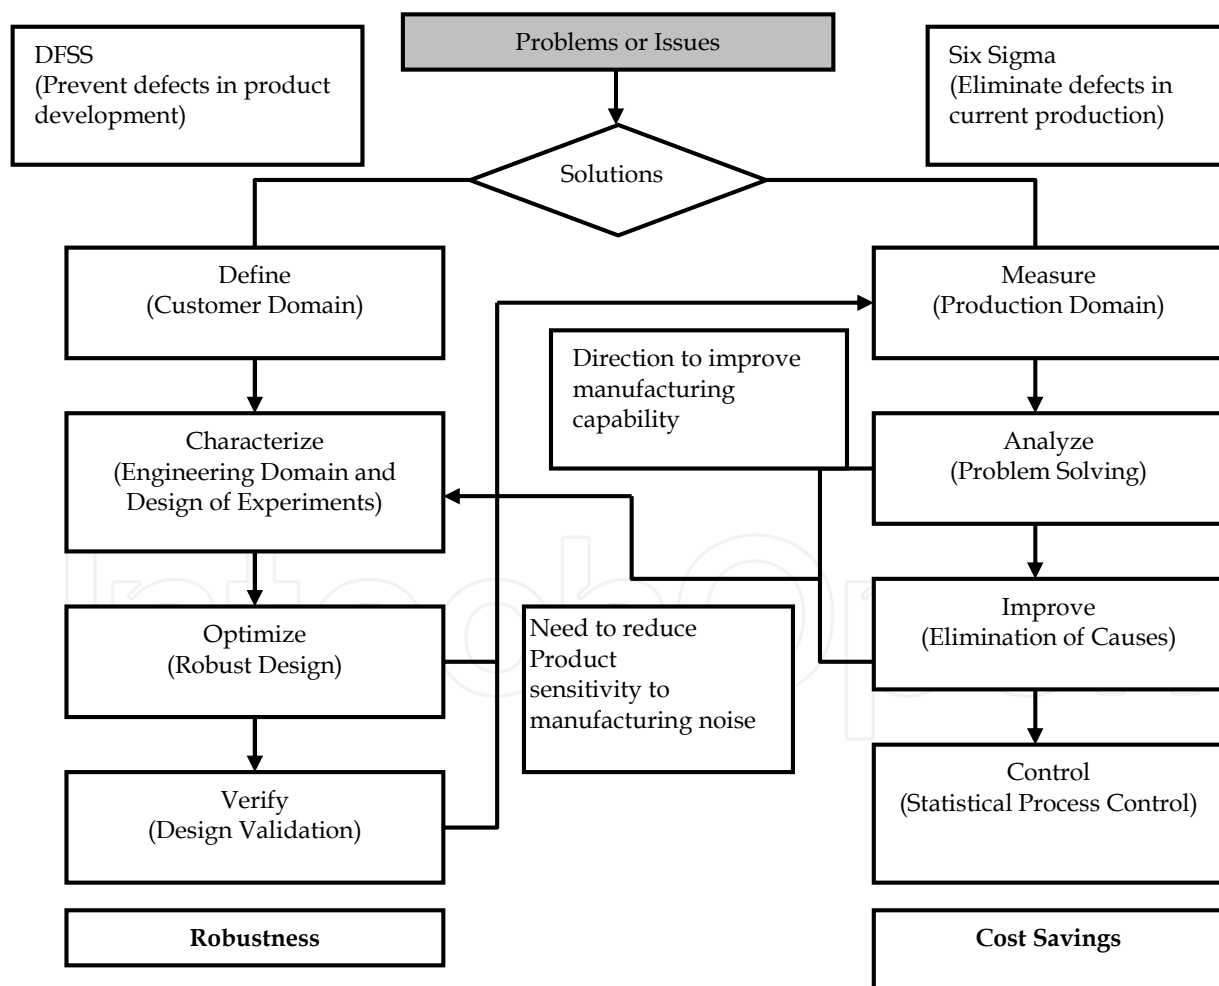 Problems or Issues
DFSS
(Prevent defects in product
development)
Six Sigma
(Eliminate defects in
current production)
Solutions
Define
(Customer Domain)
Measure
(Production Domain)
Direction to improve
manufacturing
capability
Characterize
(Engineering Domain and
Design of Experiments)
Analyze
(Problem Solving)
Optimize
(Robust Design)
Need to reduce
Product
sensitivity to
manufacturing noise
Improve
(Elimination of Causes)
Verify
(Design Validation)
Control
(Statistical Process Control)
Robustness
Cost Savings
IntechOpen